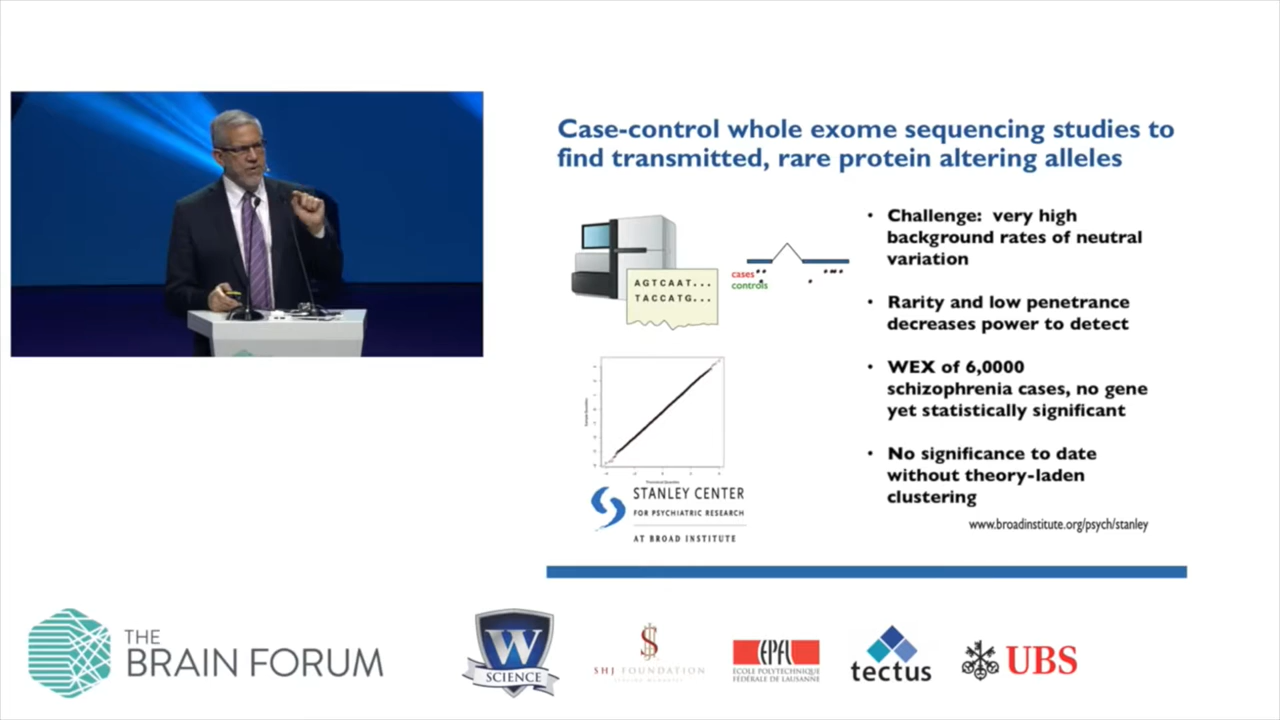 Case-control whole exome sequencing studies to
find transmitted, rare protein altering alleles
AGTCAAT...
TACCATG...
cases
controls
• Challenge: very high
background rates of neutral
variation
• Rarity and low penetrance
decreases power to detect
• WEX of 6,0000
schizophrenia cases, no gene
yet statistically significant
• No significance to date
without theory-laden
clustering
www.broadinstitute.org/psych/stanley
STANLEY CENTER
FOR PSYCHIATRIC RESEARCH
AT BROAD INSTITUTE
THE
BRAIN FORUM
W
SCIENCE
SHJ FOUNDATION
EPFL
ECOLE POLYTECHNIQUE
FÉDÉRALE DE LAUSANNE
tectus
UBS